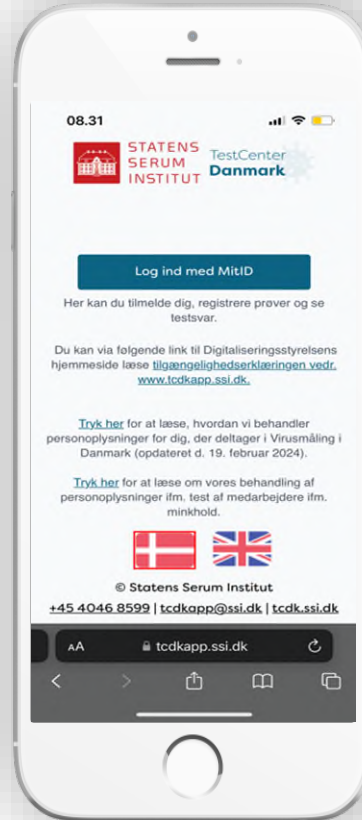 08.31
STATENS
SERUM
INSTITUT
TestCenter
Danmark
Log ind med MitID
Her kan du tilmelde dig, registrere prøver og se
testsvar.
Du kan via følgende link til Digitaliseringsstyrelsens
hjemmeside læse tilgængelighedserklæringen vedr.
www.tcdkapp.ssi.dk.
Tryk her for at læse, hvordan vi behandler
personoplysninger for dig, der deltager i Virusmåling i
Danmark (opdateret d. 19. februar 2024).
Tryk her for at læse om vores behandling af
personoplysninger ifm. test af medarbejdere ifm.
minkhold.
© Statens Serum Institut
+45 4046 8599 | tcdkapp@ssi.dk | tcdk.ssi.dk
AA tcdkapp.ssi.dk